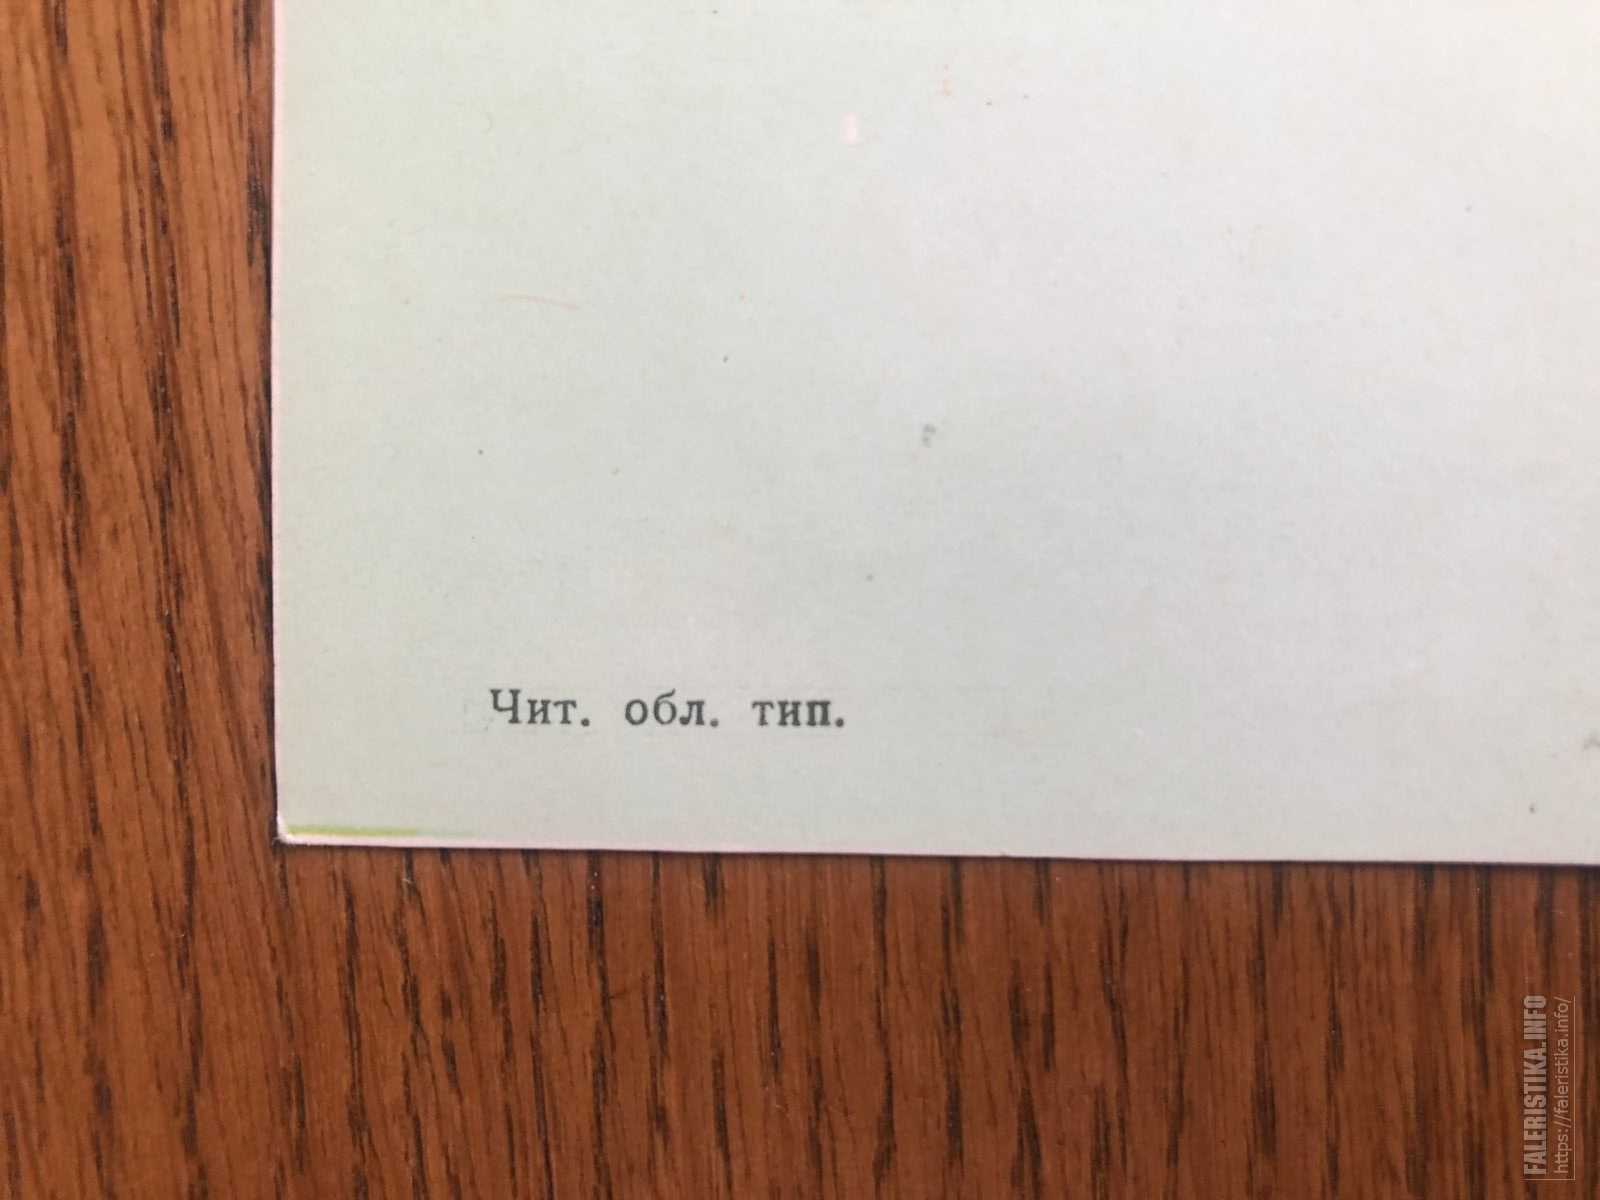 Чит. обл. тип.
FALERISTIKA.INFO
https://faleristika.info/